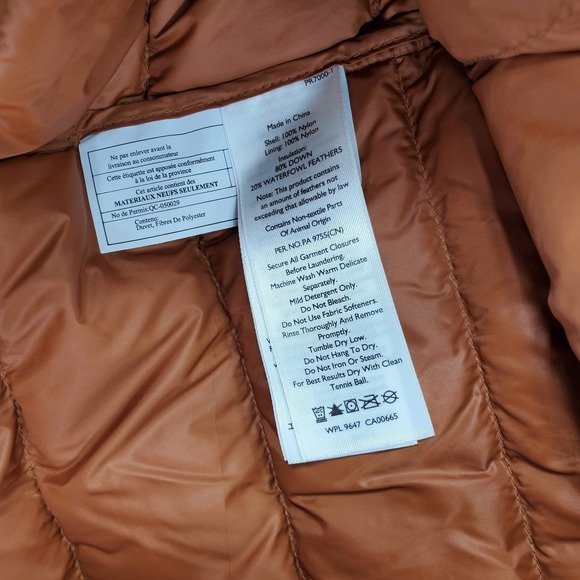 Ne pas enlever avant la
livraison au consommateur
Cette étiquette est apposée conformément
à la loi de la province
Cet article contient des
MATERIAUX NEUFS SEULEMENT
No de Permis:QC-050029
Contenu:
Duvet, Fibres De Polyester
PR7000-1
Made in China
Shell: 100% Nylon
Lining: 100% Nylon
Insulation:
80% DOWN
20% WATERFOWL FEATHERS
Note: This product contains
an amount of feathers not
exceeding that allowable by law
Contains Non-textile Parts
Of Animal Origin
PER. NO. PA 9755(CN)
Secure All Garment Closures
Before Laundering.
Machine Wash Warm Delicate
Separately.
Mild Detergent Only.
Do Not Bleach.
Do Not Use Fabric Softeners.
Rinse Thoroughly And Remove
Promptly.
Tumble Dry Low.
Do Not Hang To Dry.
Do Not Iron Or Steam.
For Best Results Dry With Clean
Tennis Ball.
WPL 9647 CA00665